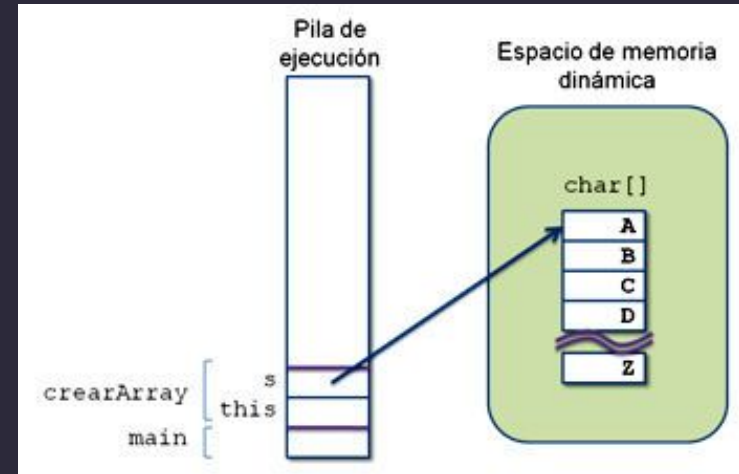 Pila de
ejecución
Espacio de memoria
dinámica
char[]
A
B
C
D
Z
crearArray
s
this
main